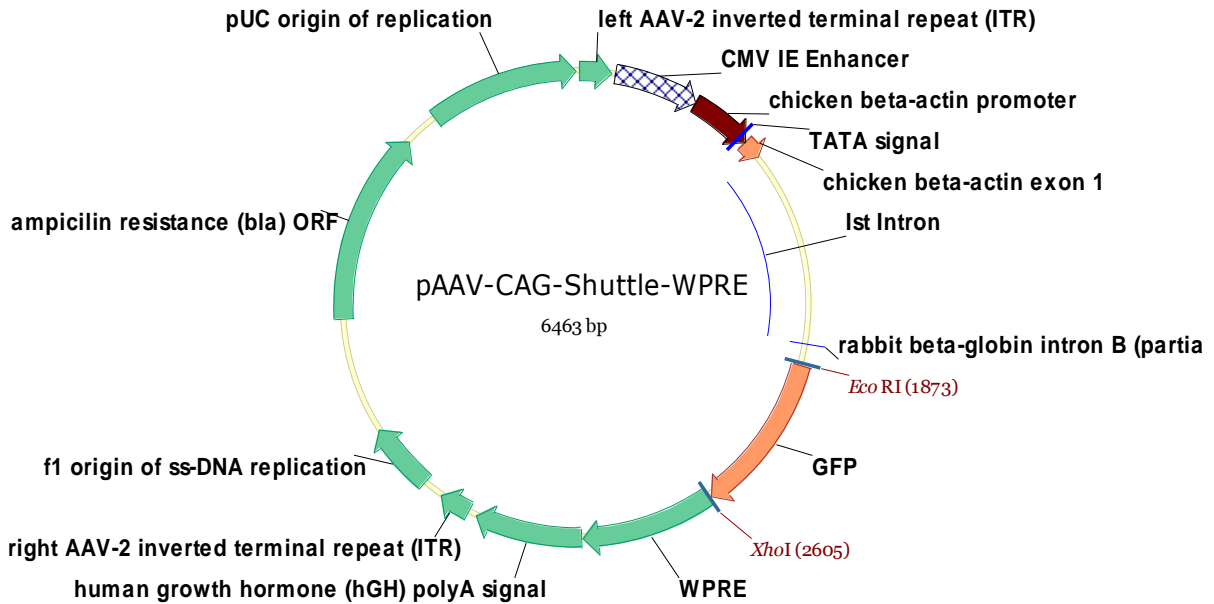 pUC origin of replication
left AAV-2 inverted terminal repeat (ITR)
CMV IE Enhancer
chicken beta-actin promoter
TATA signal
chicken beta-actin exon 1
ampicilin resistance (bla) ORF
Ist Intron
pAAV-CAG-Shuttle-WPRE
6463 bp
rabbit beta-globin intron B (partia
Eco RI (1873)
f1 origin of ss-DNA replication
GFP
right AAV-2 inverted terminal repeat (ITR)
XhoI (2605)
human growth hormone (hGH) polyA signal
WPRE